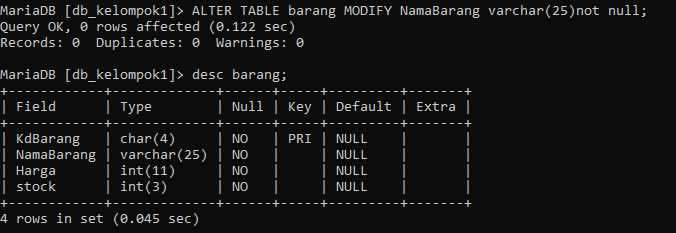 MariaDB [db_kelompok1]> ALTER TABLE barang MODIFY NamaBarang varchar(25)not null;
Query OK, 0 rows affected (0.122 sec)
Records: 0  Duplicates: 0  Warnings: 0

MariaDB [db_kelompok1]> desc barang;
+------------+-------------+------+-----+---------+-------+
| Field      | Type        | Null | Key | Default | Extra |
+------------+-------------+------+-----+---------+-------+
| KdBarang   | char(4)     | NO   | PRI | NULL    |       |
| NamaBarang | varchar(25) | NO   |     | NULL    |       |
| Harga      | int(11)     | NO   |     | NULL    |       |
| stock      | int(3)      | NO   |     | NULL    |       |
+------------+-------------+------+-----+---------+-------+
4 rows in set (0.045 sec)